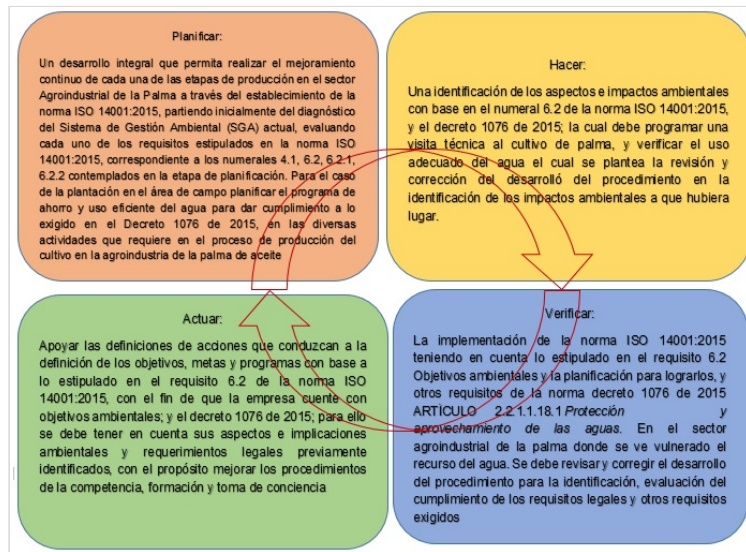 Planificar:
Un desarrollo integral que permita realizar el mejoramiento
continuo de cada una de las etapas de producción en el sector
Agroindustrial de la Palma a través del establecimiento de la
norma ISO 14001:2015, partiendo inicialmente del diagnóstico
del Sistema de Gestión Ambiental (SGA) actual, evaluando
cada uno de los requisitos estipulados en la norma ISO
14001:2015, correspondiente a los numerales 4.1, 6.2, 6.2.1,
6.2.2 contemplados en la etapa de planificación. Para el caso
de la plantación en el área de campo planificar el programa de
ahorro y uso eficiente del agua para dar cumplimiento a lo
exigido en el Decreto 1076 de 2015, en las diversas
actividades que requiere en el proceso de producción del
cultivo en la agroindustria de la palma de aceite
Hacer:
Una identificación de los aspectos e impactos ambientales
con base en el numeral 6.2 de la norma ISO 14001:2015,
y el decreto 1076 de 2015; la cual debe programar una
visita técnica al cultivo de palma, y verificar el uso
adecuado del agua el cual se plantea la revisión y
corrección del desarrolló del procedimiento en la
identificación de los impactos ambientales a que hubiera
lugar.
Actuar:
Apoyar las definiciones de acciones que conduzcan a la
definición de los objetivos, metas y programas con base a
lo estipulado en el requisito 6.2 de la norma ISO
14001:2015, con el fin de que la empresa cuente con
objetivos ambientales; y el decreto 1076 de 2015; para ello
se debe tener en cuenta sus aspectos e implicaciones
ambientales y requerimientos legales previamente
identificados, con el propósito mejorar los procedimientos
de la competencia, formación y toma de conciencia
Verificar:
La implementación de la norma ISO 14001:2015
teniendo en cuenta lo estipulado en el requisito 6.2
Objetivos ambientales y la planificación para lograrlos, y
otros requisitos de la norma decreto 1076 de 2015
ARTÌCULO 2.2.1.1.18.1 Protección y
aprovechamiento de las aguas. En el sector
agroindustrial de la palma donde se ve vulnerado el
recurso del agua. Se debe revisar y corregir el desarrollo
del procedimiento para la identificación, evaluación del
cumplimiento de los requisitos legales y otros requisitos
exigidos